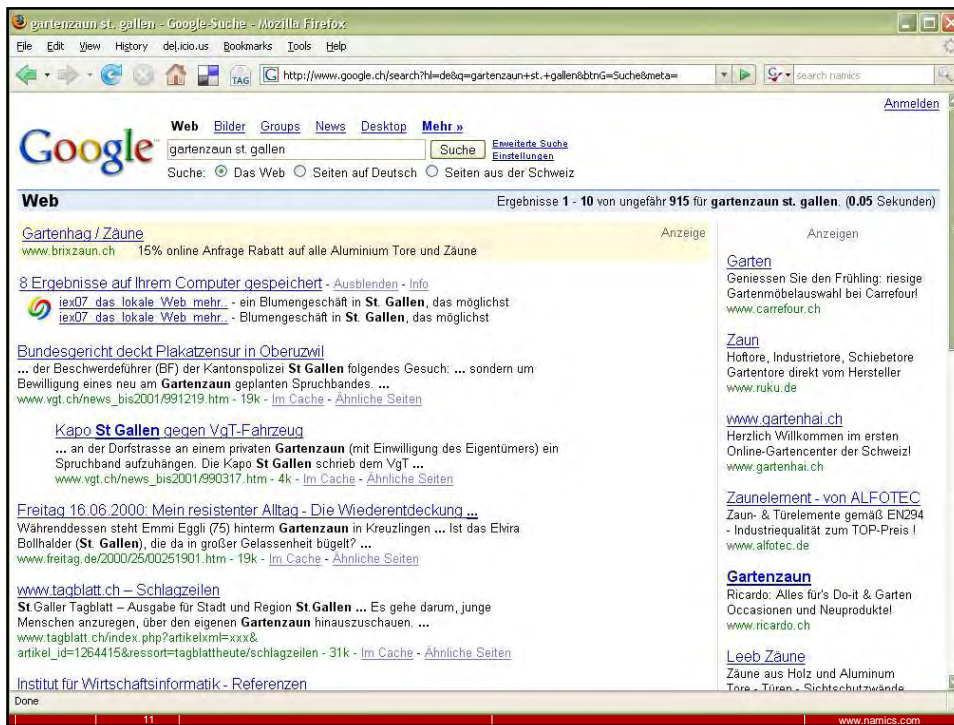 gartenzaun st. gallen - Google-Suche - Mozilla Firefox
File Edit View History del.icio.us Bookmarks Tools Help
TAG G http://www.google.ch/search?hl=de&q=gartenzaun+st.+gallen&btnG=Suche&meta= search namics
Anmelden
Google
Web Bilder Groups News Desktop Mehr »
gartenzaun st. gallen Suche Erweiterte Suche
Einstellungen
Suche: Das Web Seiten auf Deutsch Seiten aus der Schweiz
Web Ergebnisse 1 - 10 von ungefähr 915 für gartenzaun st. gallen. (0.05 Sekunden)
Gartenhag / Zäune Anzeige
www.brixzaun.ch 15% online Anfrage Rabatt auf alle Aluminium Tore und Zäune
8 Ergebnisse auf Ihrem Computer gespeichert - Ausblenden - Info
iex07 das lokale Web mehr.. - ein Blumengeschäft in St. Gallen, das möglichst
iex07 das lokale Web mehr.. - Blumengeschäft in St. Gallen, das möglichst
Bundesgericht deckt Plakatzensur in Oberuzwil
... der Beschwerdeführer (BF) der Kantonspolizei St Gallen folgendes Gesuch: ... sondern um
Bewilligung eines neu am Gartenzaun geplanten Spruchbandes. ...
www.vgt.ch/news_bis2001/991219.htm - 19k - Im Cache - Ähnliche Seiten
Kapo St Gallen gegen VgT-Fahrzeug
... an der Dorfstrasse an einem privaten Gartenzaun (mit Einwilligung des Eigentümers) ein
Spruchband aufzuhängen. Die Kapo St Gallen schrieb dem VgT ...
www.vgt.ch/news_bis2001/990317.htm - 4k - Im Cache - Ähnliche Seiten
Freitag 16.06.2000: Mein resistenter Alltag - Die Wiederentdeckung ...
Währenddessen steht Emmi Eggli (75) hinterm Gartenzaun in Kreuzlingen ... Ist das Elvira
Bollhalder (St. Gallen), die da in großer Gelassenheit bügelt? ...
www.freitag.de/2000/25/00251901.htm - 19k - Im Cache - Ähnliche Seiten
www.tagblatt.ch – Schlagzeilen
St.Galler Tagblatt – Ausgabe für Stadt und Region St.Gallen ... Es gehe darum, junge
Menschen anzuregen, über den eigenen Gartenzaun hinauszuschauen. ...
www.tagblatt.ch/index.php?artikelxml=xxx&
artikel_id=1264415&ressort=tagblattheute/schlagzeilen - 31k - Im Cache - Ähnliche Seiten
Institut für Wirtschaftsinformatik - Referenzen
Anzeigen
Garten
Geniessen Sie den Frühling: riesige
Gartenmöbelauswahl bei Carrefour!
www.carrefour.ch
Zaun
Hoftore, Industrietore, Schiebetore
Gartentore direkt vom Hersteller
www.ruku.de
www.gartenhai.ch
Herzlich Willkommen im ersten
Online-Gartencenter der Schweiz!
www.gartenhai.ch
Zaunelement - von ALFOTEC
Zaun- & Türelemente gemäß EN294
- Industriequalität zum TOP-Preis !
www.alfotec.de
Gartenzaun
Ricardo: Alles für's Do-it & Garten
Occasionen und Neuprodukte!
www.ricardo.ch
Leeb Zäune
Zäune aus Holz und Aluminum
Tore - Türen - Sichtschutzwände
Done
11 www.namics.com